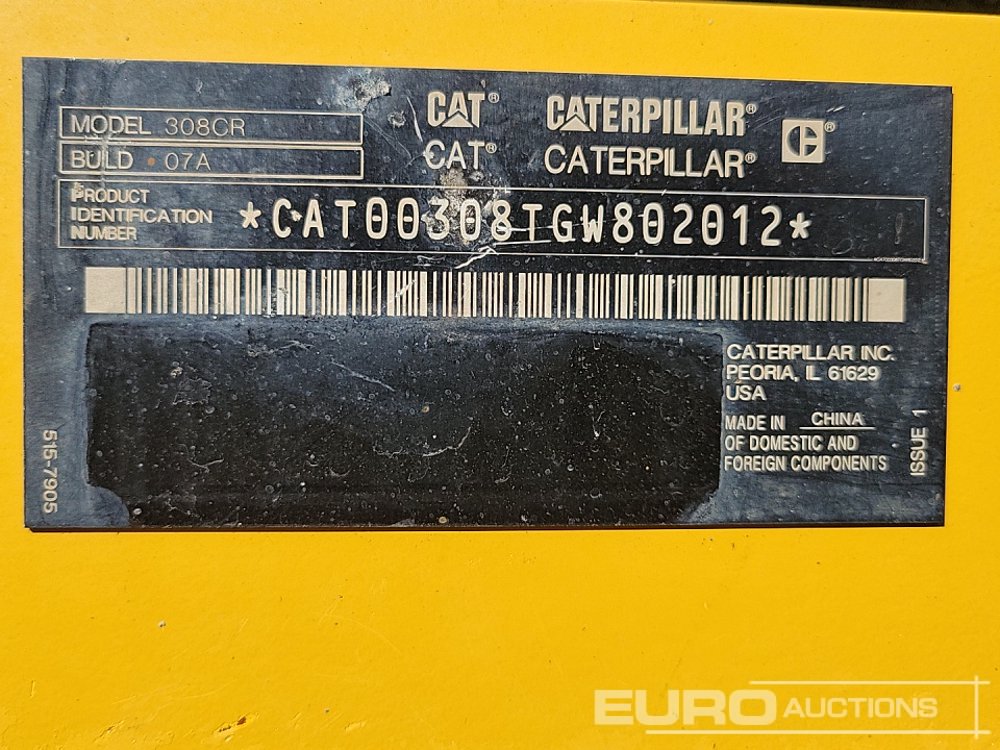 MODEL 308CR
BUILD 07A
CAT® CATERPILLAR® C®
CAT® CATERPILLAR®
PRODUCT
IDENTIFICATION
NUMBER
*CAT00308TGW802012*
CATERPILLAR INC.
PEORIA, IL 61629
USA
MADE IN CHINA
OF DOMESTIC AND
FOREIGN COMPONENTS
515-7905
ISSUE 1
EURO AUCTIONS